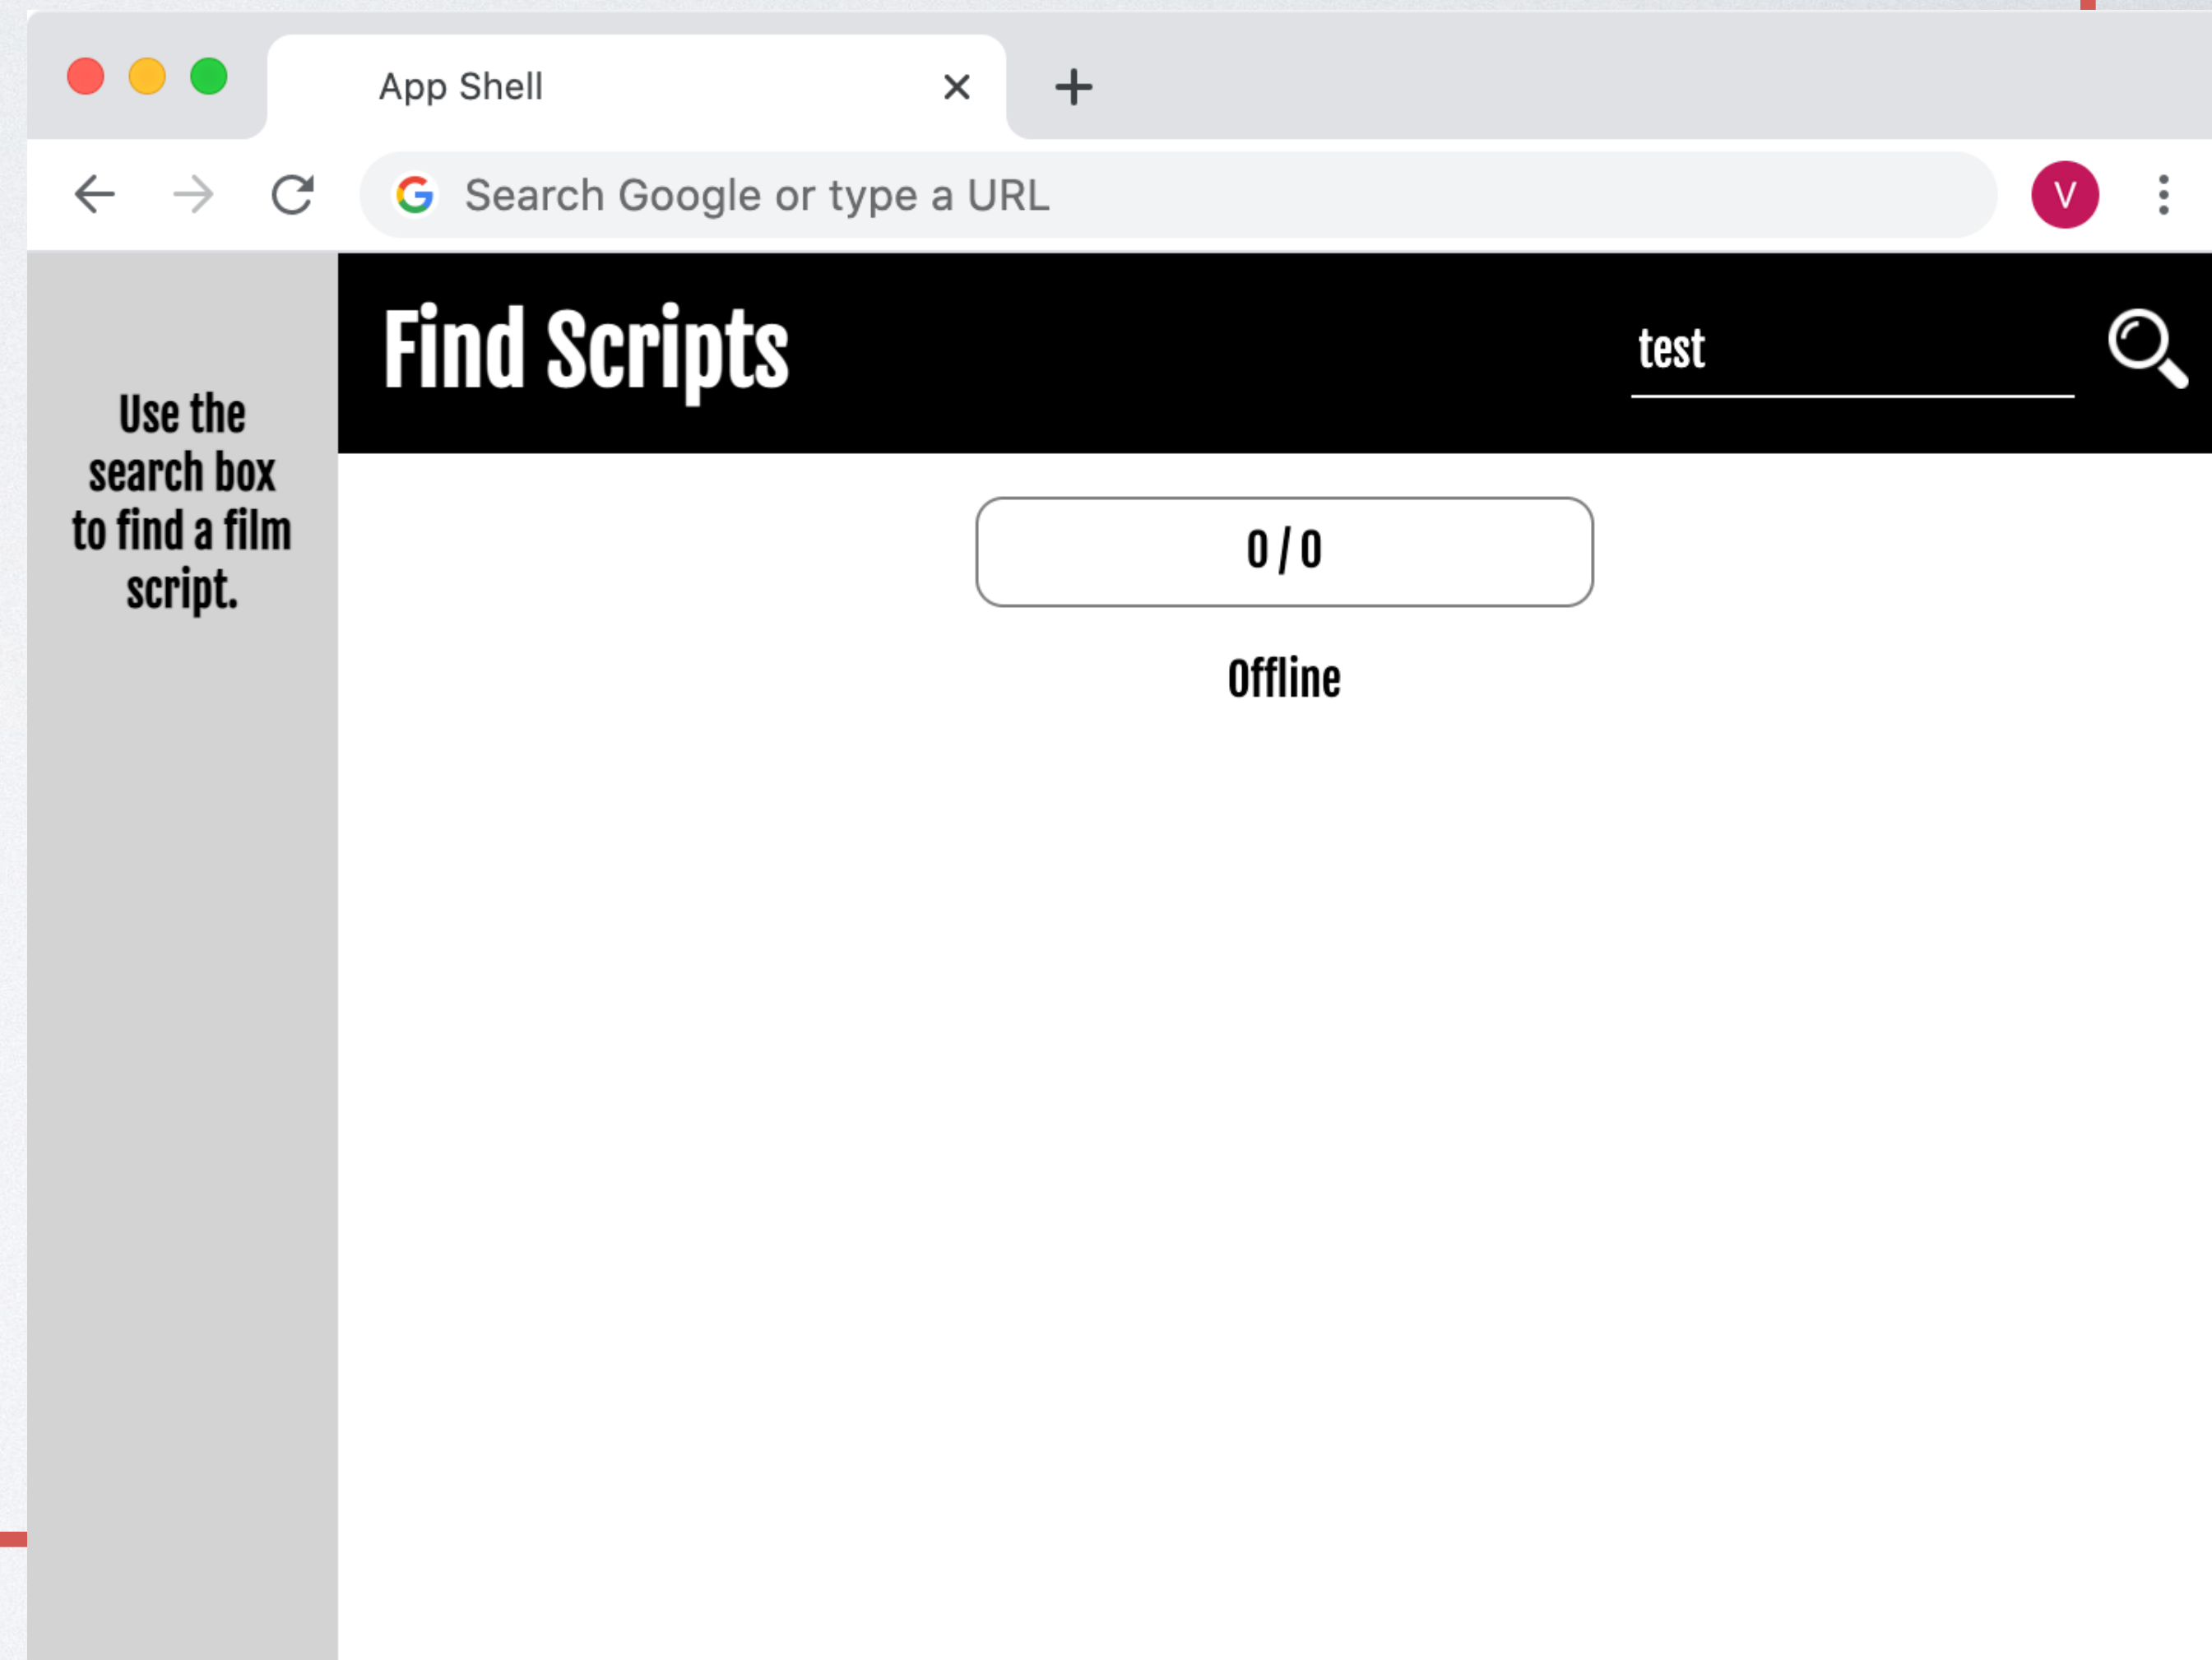 App Shell
Search Google or type a URL
V
Find Scripts
test
Use the
search box
to find a film
script.
0 / 0
Offline